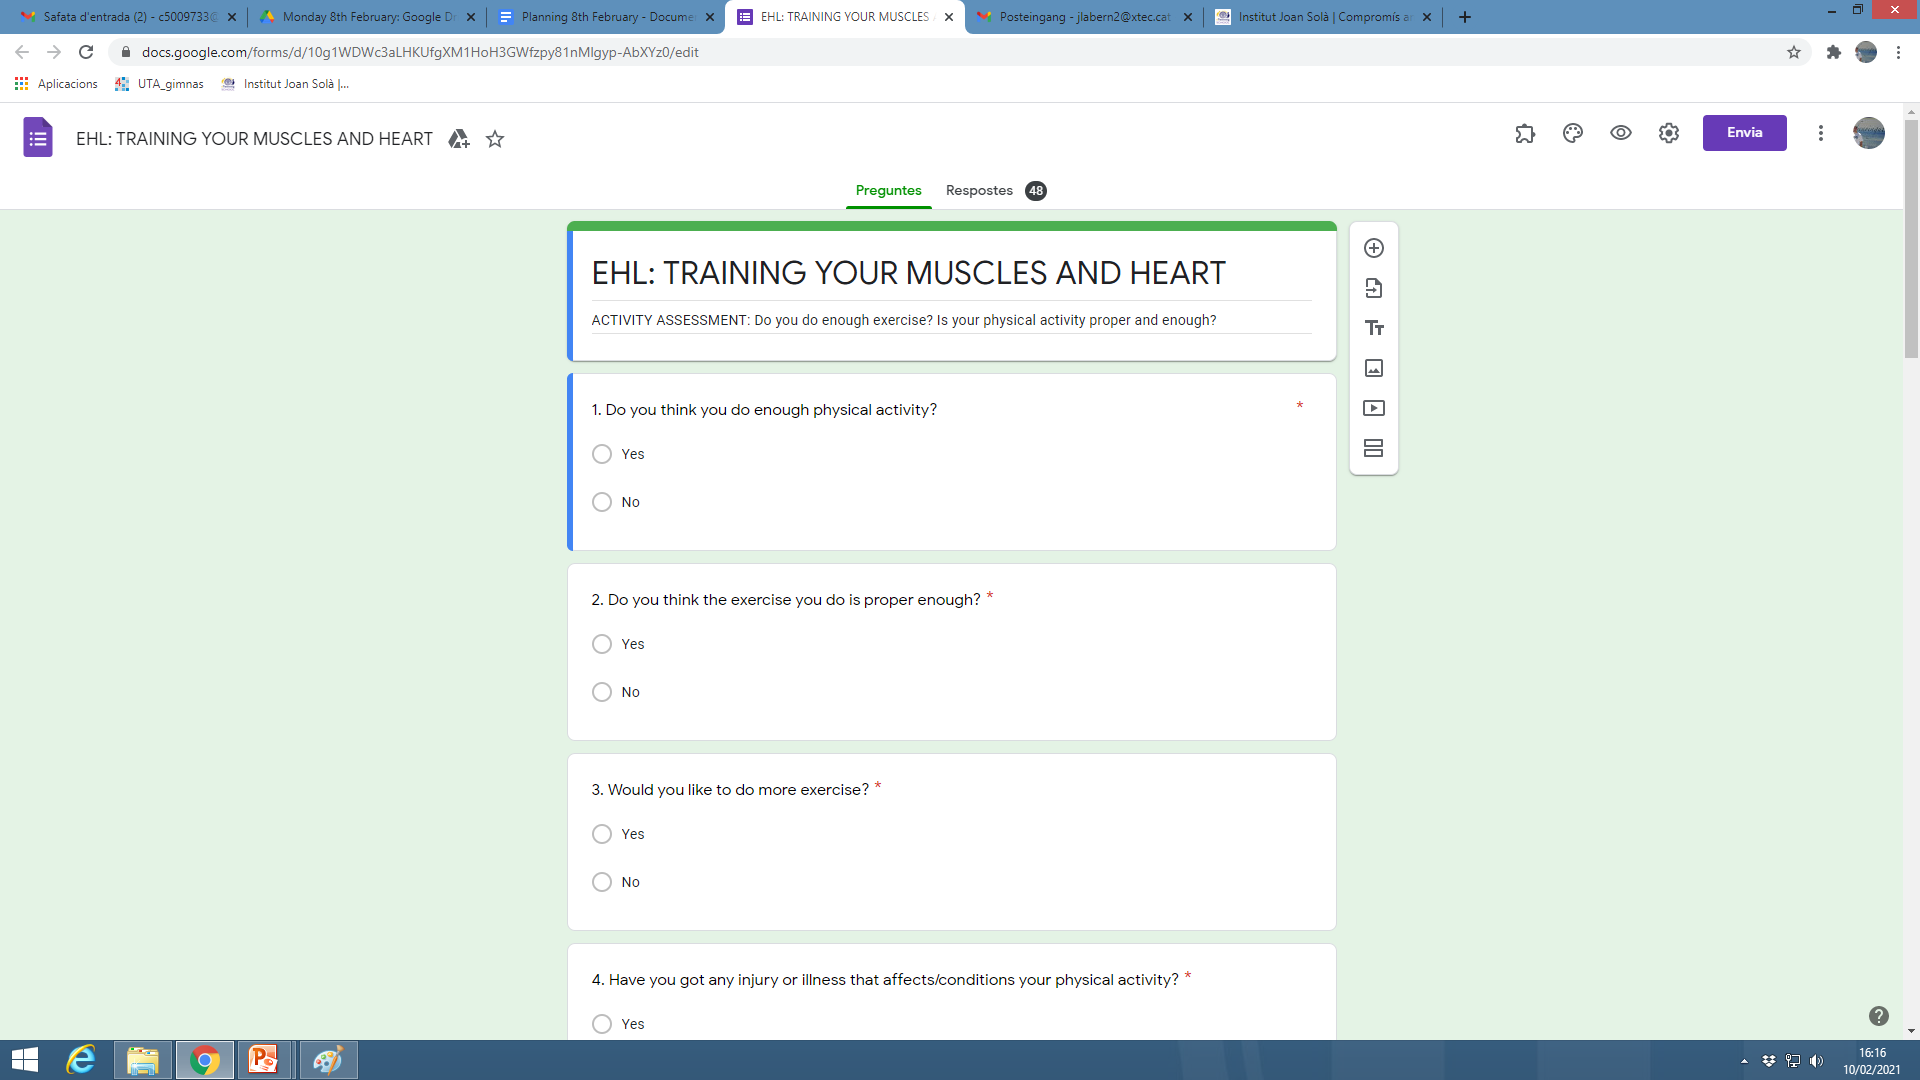 Safata d'entrada (2) - c5009733@
Monday 8th February: Google Dr
Planning 8th February - Documen
EHL: TRAINING YOUR MUSCLES A
Posteingang - jlabern2@xtec.cat
Institut Joan Solà | Compromís a
docs.google.com/forms/d/10g1WDWc3aLHKUfgXM1HoH3GWfzpy81nMlgyp-AbXYz0/edit
Aplicacions
UTA_gimnas
Institut Joan Solà |...
EHL: TRAINING YOUR MUSCLES AND HEART
Envia
Preguntes
Respostes 48
EHL: TRAINING YOUR MUSCLES AND HEART
ACTIVITY ASSESSMENT: Do you do enough exercise? Is your physical activity proper and enough?
1. Do you think you do enough physical activity? *
Yes
No
2. Do you think the exercise you do is proper enough? *
Yes
No
3. Would you like to do more exercise? *
Yes
No
4. Have you got any injury or illness that affects/conditions your physical activity? *
Yes
16:16
10/02/2021